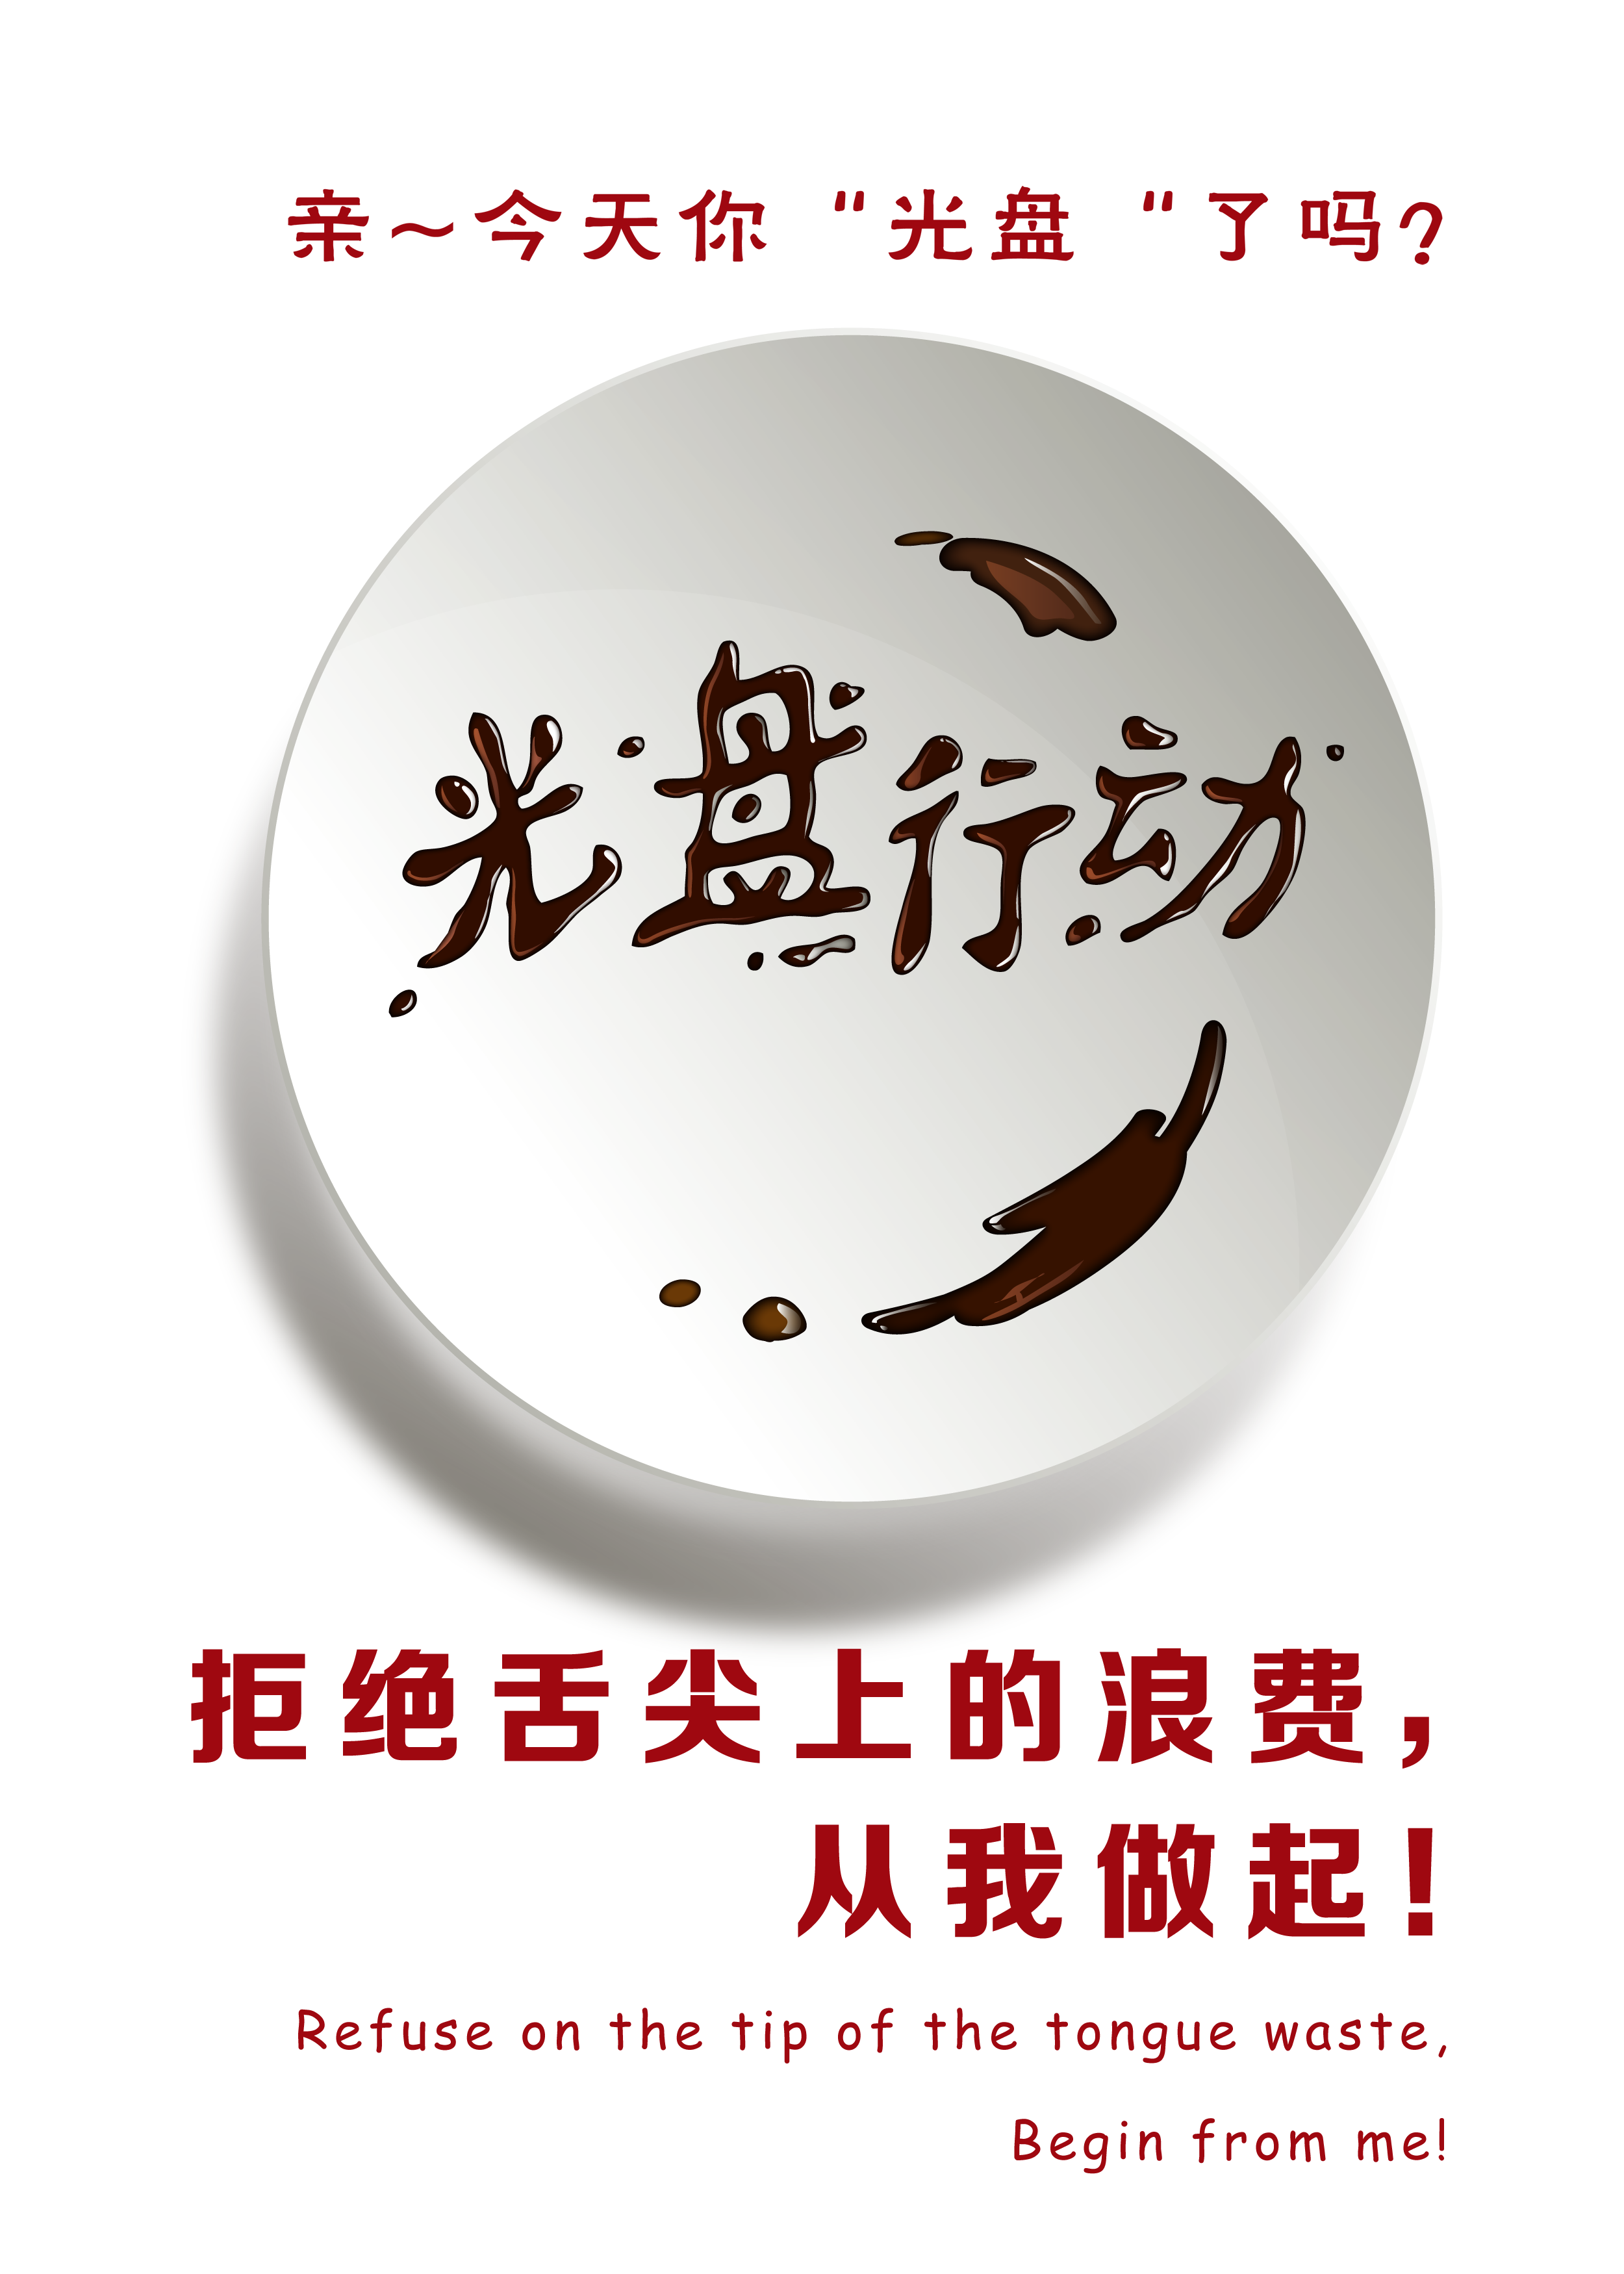 亲~今天你“光盘“了吗?
光盘行动
拒绝舌尖上的浪费,
从我做起!
Refuse on the tip of the tongue waste,
Begin from me!